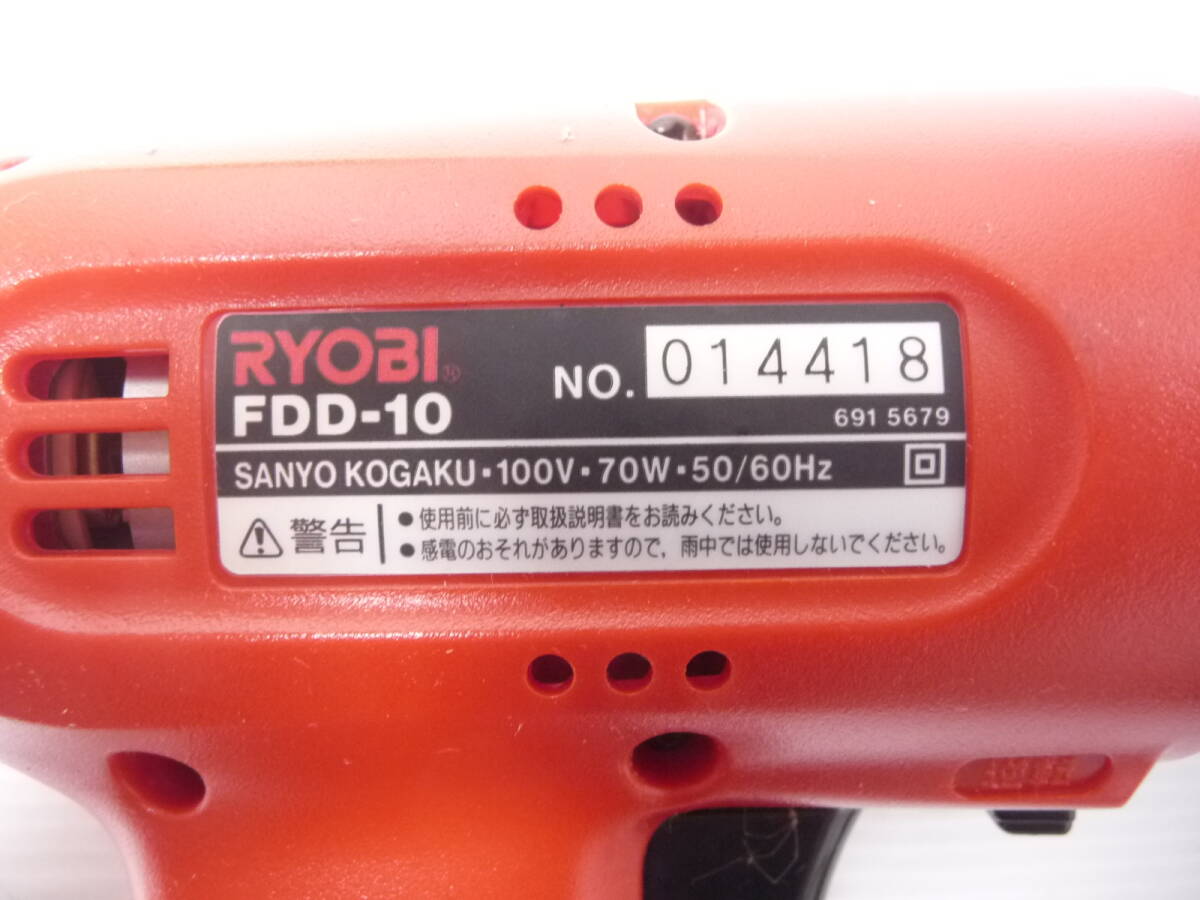 RYOBI®
FDD-10
NO. 014418
691 5679
SANYO KOGAKU・100V・70W・50/60Hz
警告
●使用前に必ず取扱説明書をお読みください。
●感電のおそれがありますので、雨中では使用しないでください。